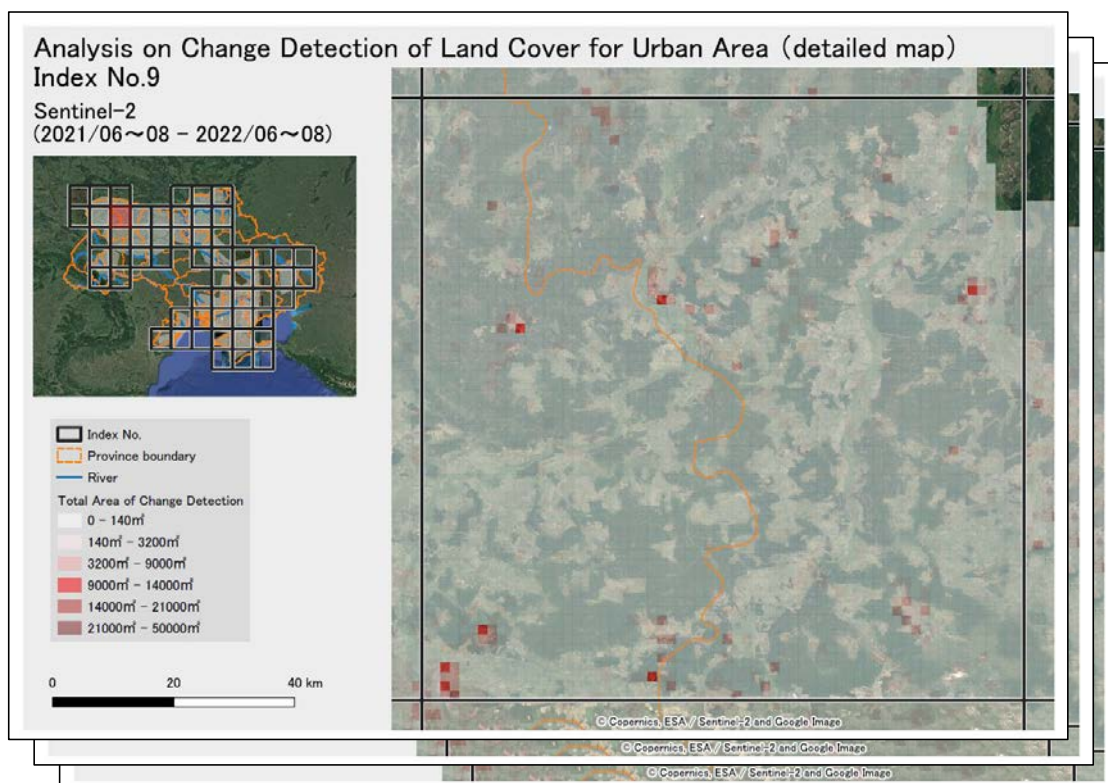 Analysis on Change Detection of Land Cover for Urban Area (detailed map)
Index No.9
Sentinel-2
(2021/06～08 - 2022/06～08)
Index No.
Province boundary
River
Total Area of Change Detection
0 - 140㎡
140㎡ - 3200㎡
3200㎡ - 9000㎡
9000㎡ - 14000㎡
14000㎡ - 21000㎡
21000㎡ - 50000㎡
0 20 40 km
© Copernics, ESA / Sentinel-2 and Google Image
© Copernics, ESA / Sentinel-2 and Google Image
© Copernics, ESA / Sentinel-2 and Google Image